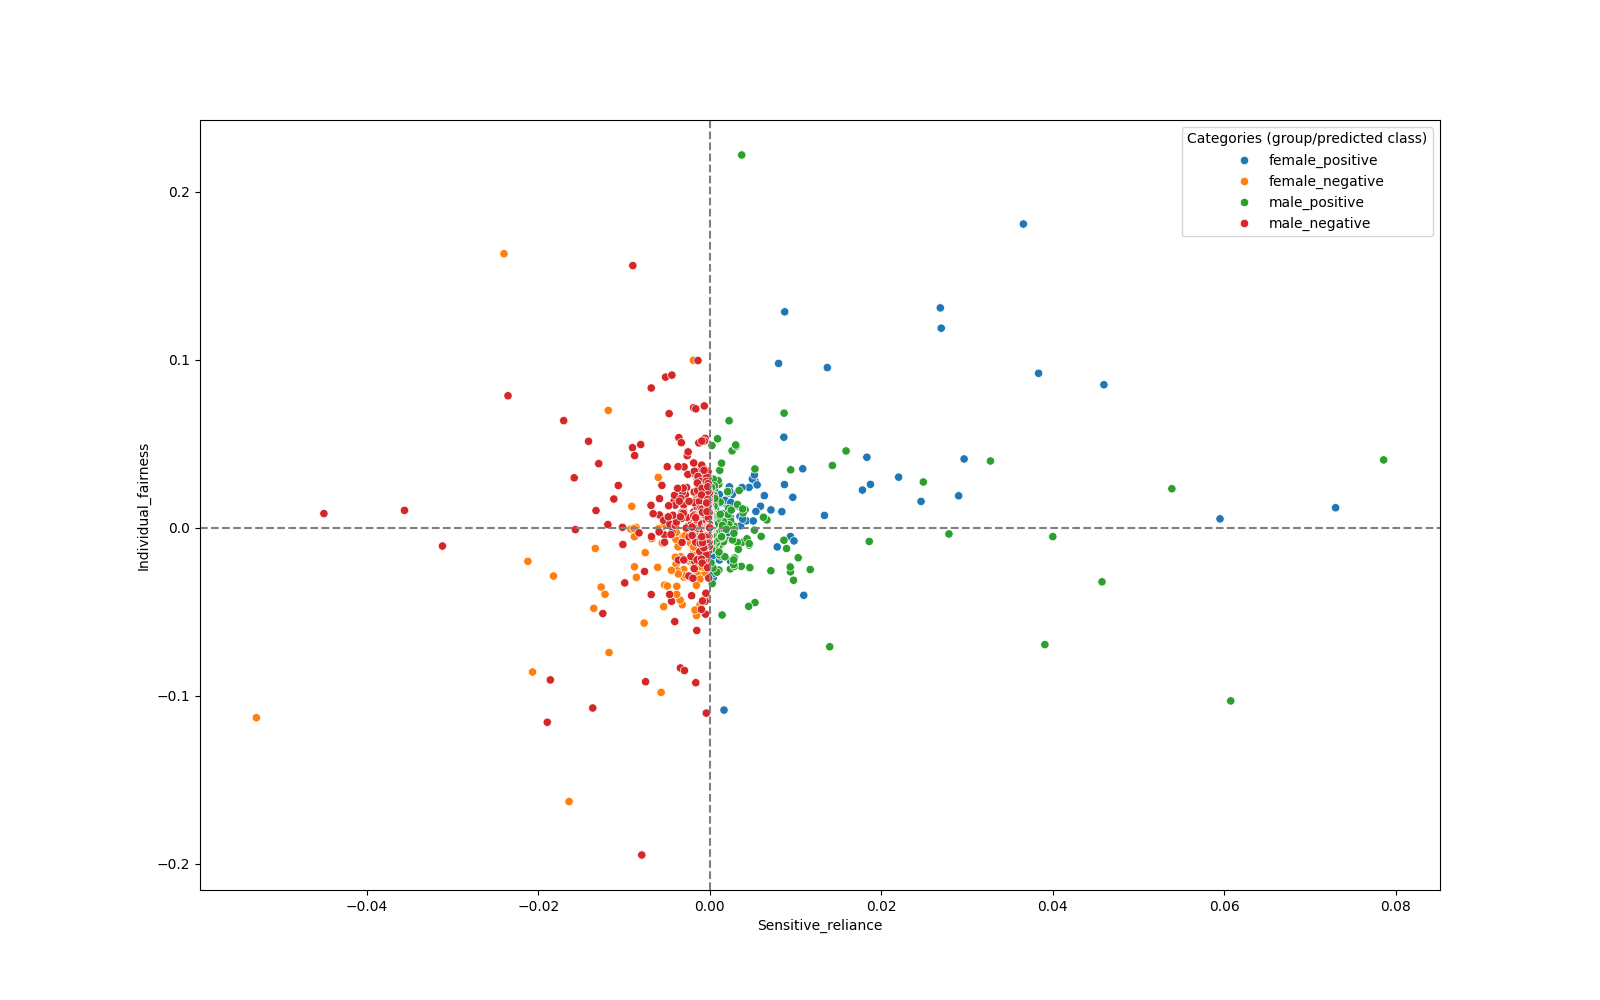 Categories (group/predicted class)
female_positive
female_negative
male_positive
male_negative
0.2
0.1
0.0
−0.1
−0.2
Individual_fairness
−0.04
−0.02
0.00
0.02
0.04
0.06
0.08
Sensitive_reliance